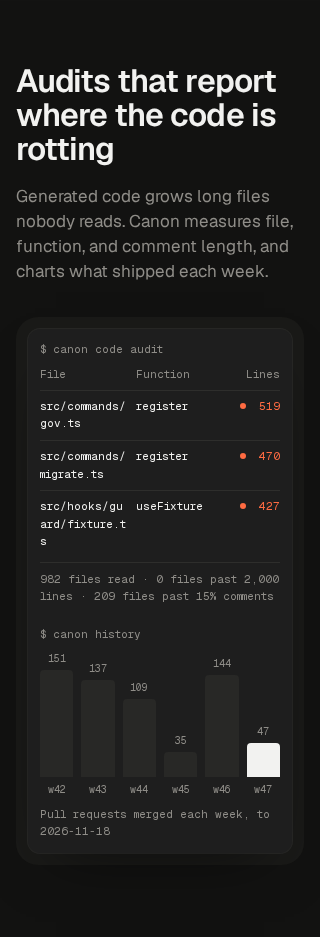 Audits that report
where the code is
rotting
Generated code grows long files
nobody reads. Canon measures file,
function, and comment length, and
charts what shipped each week.
$ canon code audit
File Function Lines
src/commands/ register 519
gov.ts
src/commands/ register 470
migrate.ts
src/hooks/gu useFixture 427
ard/fixture.t
s
982 files read · 0 files past 2,000
lines · 209 files past 15% comments
$ canon history
151 137 109 35 144 47
w42 w43 w44 w45 w46 w47
Pull requests merged each week, to
2026-11-18